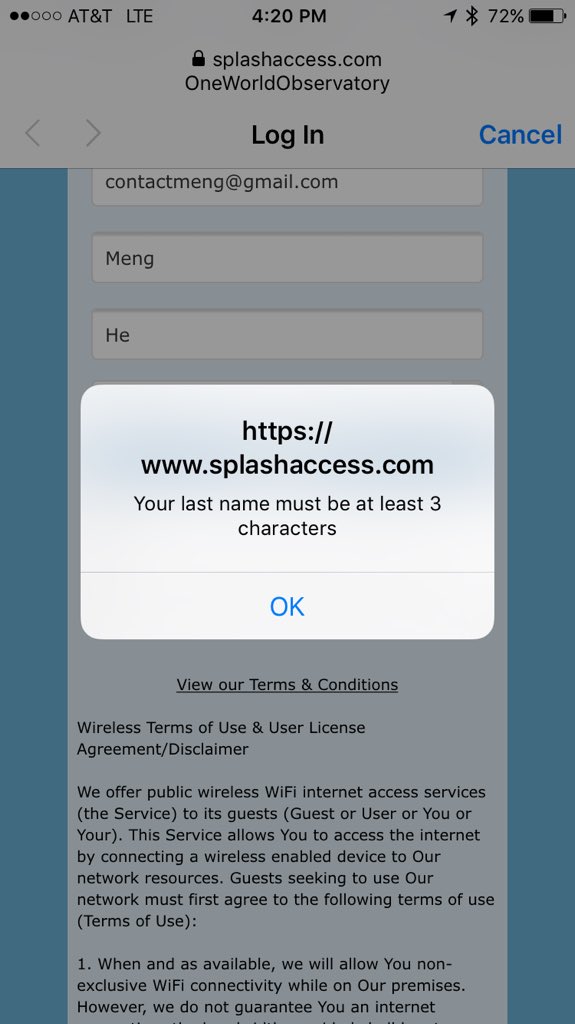 AT&T LTE 4:20 PM 72%
splashaccess.com
OneWorldObservatory
Log In Cancel
contactmeng@gmail.com
Meng
He
https://
www.splashaccess.com
Your last name must be at least 3
characters
OK
View our Terms & Conditions
Wireless Terms of Use & User License
Agreement/Disclaimer
We offer public wireless WiFi internet access services
(the Service) to its guests (Guest or User or You or
Your). This Service allows You to access the internet
by connecting a wireless enabled device to Our
network resources. Guests seeking to use Our
network must first agree to the following terms of use
(Terms of Use):
1. When and as available, we will allow You non-
exclusive WiFi connectivity while on Our premises.
However, we do not guarantee You an internet